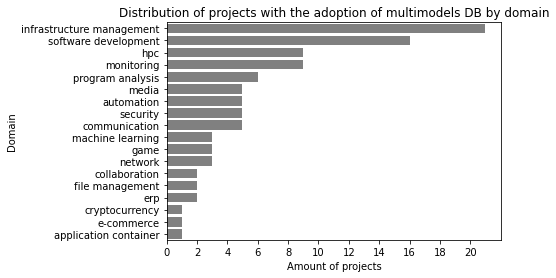 Distribution of projects with the adoption of multimodels DB by domain
infrastructure management
software development
hpc
monitoring
program analysis
media
automation
security
communication
machine learning
game
network
collaboration
file management
erp
cryptocurrency
e-commerce
application container
Domain
0 2 4 6 8 10 12 14 16 18 20
Amount of projects